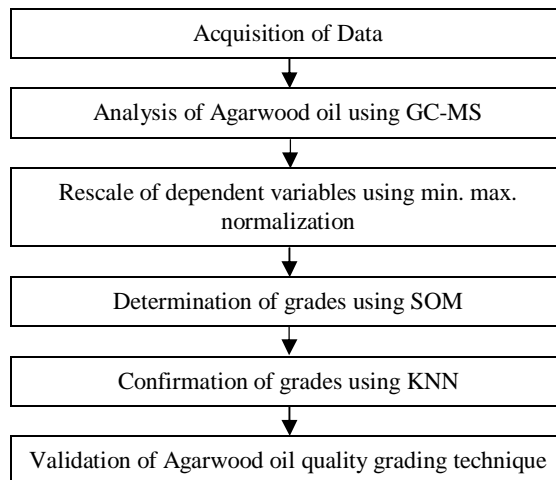 Acquisition of Data
Analysis of Agarwood oil using GC-MS
Rescale of dependent variables using min. max.
normalization
Determination of grades using SOM
Confirmation of grades using KNN
Validation of Agarwood oil quality grading technique